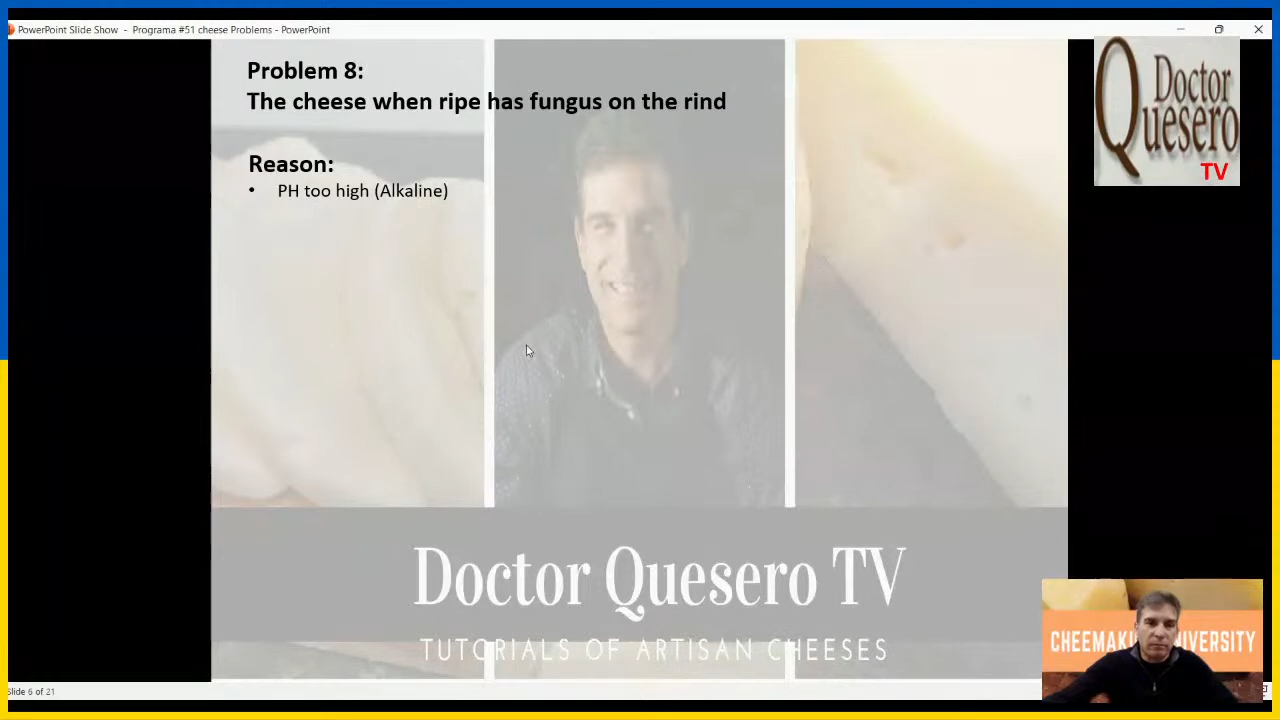 PowerPoint Slide Show - Programa #51 cheese Problems - PowerPoint
Problem 8:
The cheese when ripe has fungus on the rind
Reason:
• PH too high (Alkaline)
Doctor
Quesero
TV
Doctor Quesero TV
TUTORIALS OF ARTISAN CHEESES
Slide 6 of 21